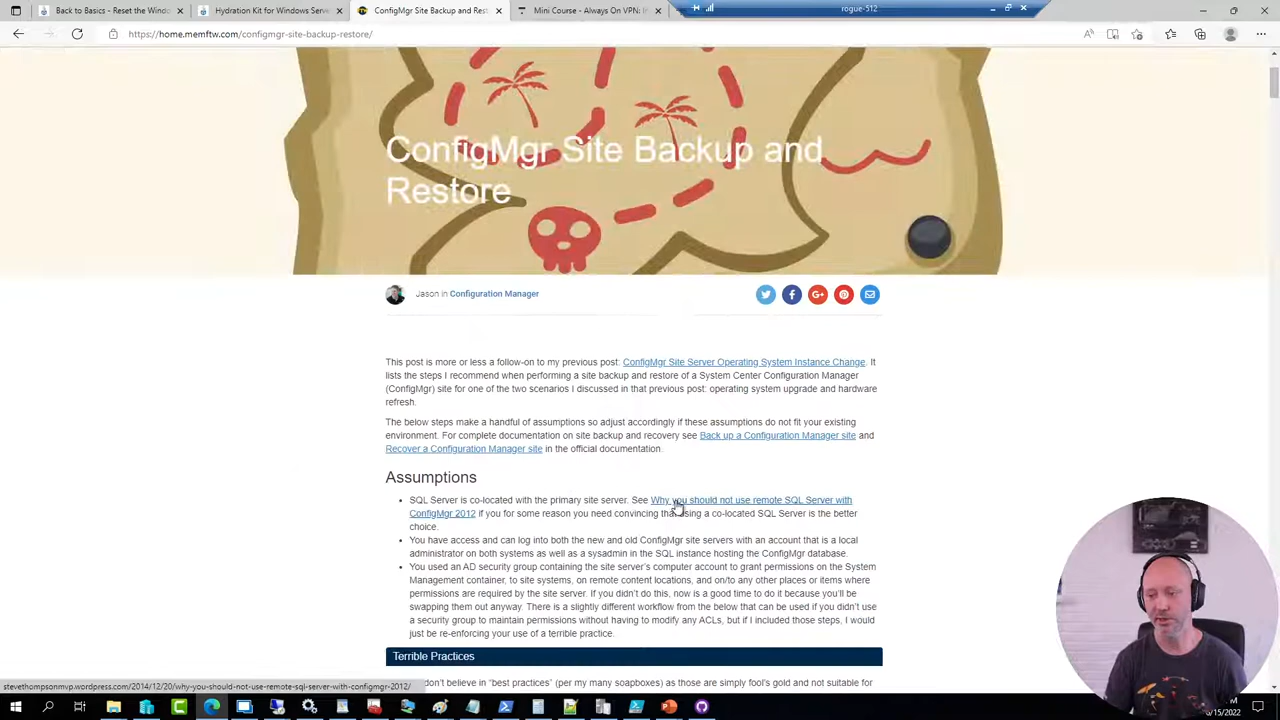 Back to Basics - Reset the Windo
Hydration Kit for Windows Serve
ConfigMgr Site Backup and Rest
Mini Course - Always On VPN: I
rogue-512
https://home.memftw.com/configmgr-site-backup-restore/
ConfigMgr Site Backup and
Restore
Jason in Configuration Manager
This post is more or less a follow-on to my previous post: ConfigMgr Site Server Operating System Instance Change. It
lists the steps I recommend when performing a site backup and restore of a System Center Configuration Manager
(ConfigMgr) site for one of the two scenarios I discussed in that previous post: operating system upgrade and hardware
refresh.
The below steps make a handful of assumptions so adjust accordingly if these assumptions do not fit your existing
environment. For complete documentation on site backup and recovery see Back up a Configuration Manager site and
Recover a Configuration Manager site in the official documentation.
Assumptions
• SQL Server is co-located with the primary site server. See Why you should not use remote SQL Server with
ConfigMgr 2012 if you for some reason you need convincing that using a co-located SQL Server is the better
choice.
• You have access and can log into both the new and old ConfigMgr site servers with an account that is a local
administrator on both systems as well as a sysadmin in the SQL instance hosting the ConfigMgr database.
• You used an AD security group containing the site server's computer account to grant permissions on the System
Management container, to site systems, on remote content locations, and on/to any other places or items where
permissions are required by the site server. If you didn't do this, now is a good time to do it because you'll be
swapping them out anyway. There is a slightly different workflow from the below that can be used if you didn't use
a security group to maintain permissions without having to modify any ACLs, but if I included those steps, I would
just be re-enforcing your use of a terrible practice.
Terrible Practices
don't believe in "best practices" (per my many soapboxes) as those are simply fool's gold and not suitable for
stevethompsonmvp.wordpress.com/2014/12/20/why-you-should-not-use-remote-sql-server-with-configmgr-2012/
/15/2022